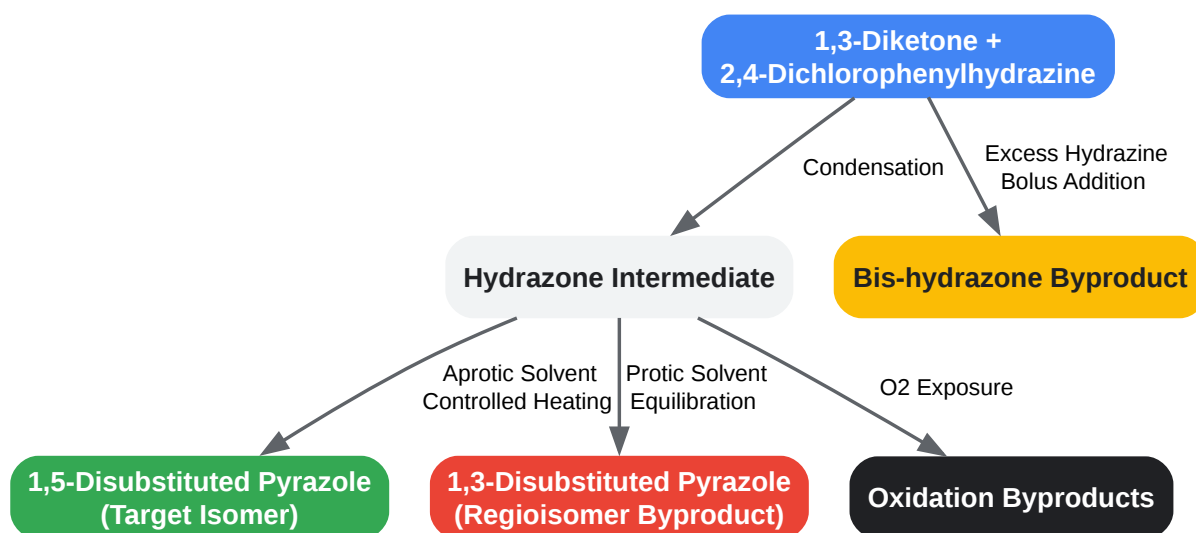 1,3-Diketone +
2,4-Dichlorophenylhydrazine
Condensation
Excess Hydrazine
Bolus Addition
Hydrazone Intermediate
Bis-hydrazone Byproduct
Aprotic Solvent
Controlled Heating
Protic Solvent
Equilibration
O2 Exposure
1,5-Disubstituted Pyrazole
(Target Isomer)
1,3-Disubstituted Pyrazole
(Regioisomer Byproduct)
Oxidation Byproducts